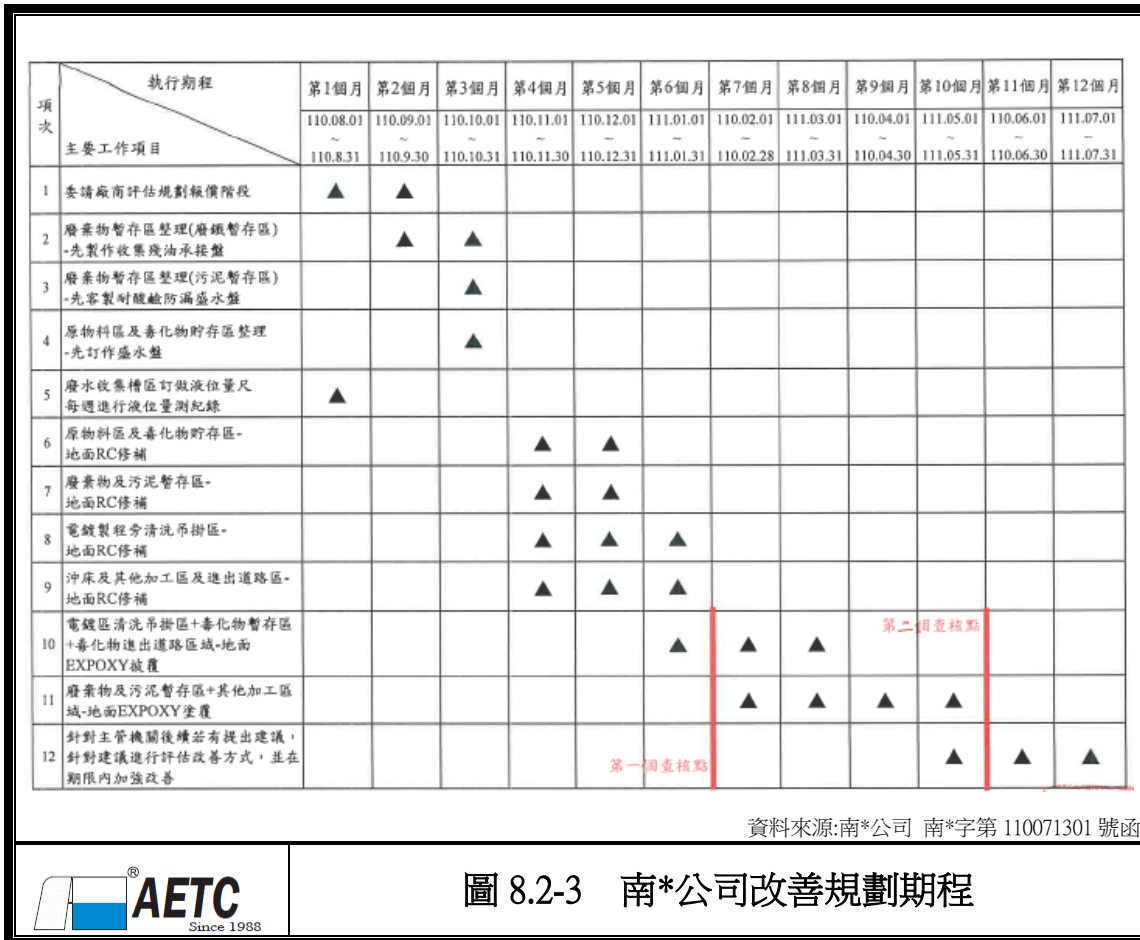 項次
執行期程
主要工作項目
第1個月 第2個月 第3個月 第4個月 第5個月 第6個月 第7個月 第8個月 第9個月 第10個月 第11個月 第12個月
110.08.01 110.09.01 110.10.01 110.11.01 110.12.01 111.01.01 110.02.01 111.03.01 110.04.01 111.05.01 110.06.01 111.07.01
~ ~ ~ ~ ~ ~ ~ ~ ~ ~ ~ ~
110.8.31 110.9.30 110.10.31 110.11.30 110.12.31 111.01.31 110.02.28 111.03.31 110.04.30 111.05.31 110.06.30 111.07.31
1 委請廠商評估規劃報價階段 ▲ ▲
2 廢棄物暫存區整理(廢鐵暫存區)
-先製作收集殘油承接盤 ▲ ▲
3 廢棄物暫存區整理(污泥暫存區)
-先客製耐酸鹼防漏盛水盤 ▲
4 原物料區及毒化物貯存區整理
-先訂作盛水盤 ▲
5 廢水收集槽區訂做液位量尺
每週進行液位量測紀錄 ▲
6 原物料區及毒化物貯存區-
地面RC修補 ▲ ▲
7 廢棄物及污泥暫存區-
地面RC修補 ▲ ▲
8 電鍍製程旁清洗吊掛區-
地面RC修補 ▲ ▲ ▲
9 沖床及其他加工區及進出道路區-
地面RC修補 ▲ ▲ ▲
10 電鍍區清洗吊掛區+毒化物暫存區
+毒化物進出道路區域-地面
EXPOXY披覆 ▲ ▲ ▲
第二個查核點
11 廢棄物及污泥暫存區+其他加工區
域-地面EXPOXY塗覆 ▲ ▲ ▲ ▲
12 針對主管機關後續若有提出建議，
針對建議進行評估改善方式，並在
期限內加強改善 ▲ ▲ ▲
第一個查核點
資料來源:南*公司 南*字第 110071301 號函
®
AETC
Since 1988
圖 8.2-3 南*公司改善規劃期程